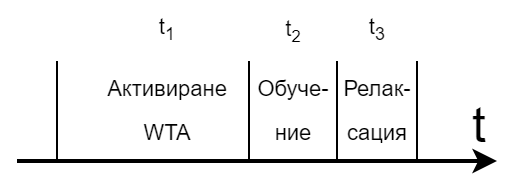 t₁ t₂ t₃
Активиране Обуче- Релак-
WTA ние сация
t